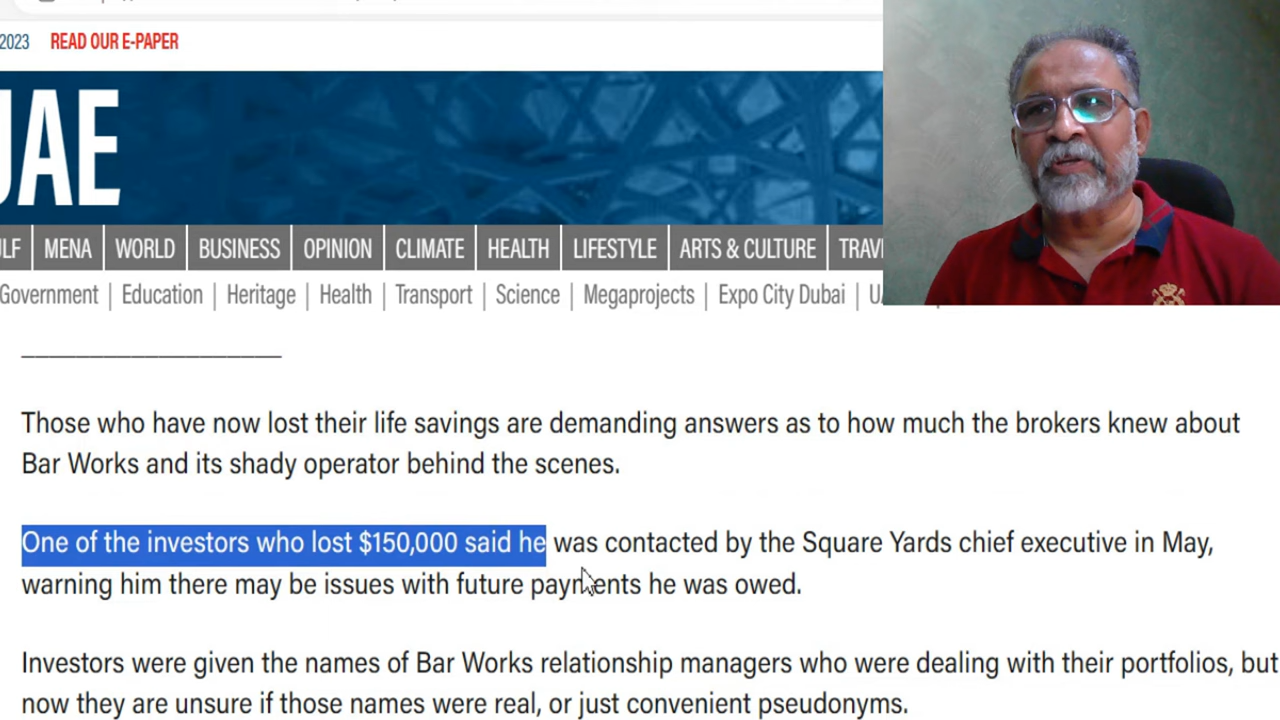 2023 READ OUR E-PAPER
UAE
MENA WORLD BUSINESS OPINION CLIMATE HEALTH LIFESTYLE ARTS & CULTURE
Government | Education | Heritage | Health | Transport | Science | Megaprojects | Expo City Dubai |
Those who have now lost their life savings are demanding answers as to how much the brokers knew about
Bar Works and its shady operator behind the scenes.
One of the investors who lost $150,000 said he was contacted by the Square Yards chief executive in May,
warning him there may be issues with future payments he was owed.
Investors were given the names of Bar Works relationship managers who were dealing with their portfolios, but
now they are unsure if those names were real, or just convenient pseudonyms.